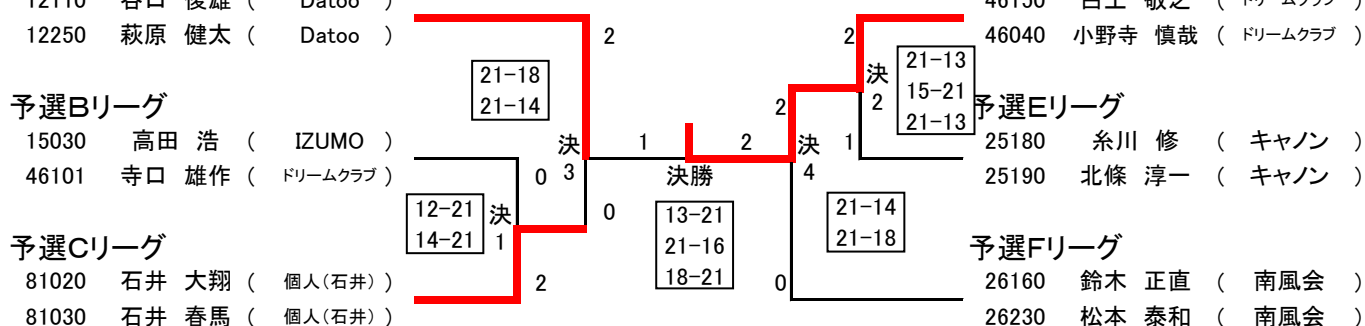 12110 谷口 俊雄 ( Datoo )
12250 萩原 健太 ( Datoo )
予選Bリーグ
15030 高田 浩 ( IZUMO )
46101 寺口 雄作 ( ドリームクラブ )
予選Cリーグ
81020 石井 大翔 ( 個人(石井) )
81030 石井 春馬 ( 個人(石井) )
2
21-18
21-14
決
3
0
0
12-21
14-21
決
1
2
1
2
決勝
13-21
21-16
18-21
2
2
決
2
1
21-13
15-21
21-13
決
4
21-14
21-18
0
46040 小野寺 慎哉 ( ドリームクラブ )
予選Eリーグ
25180 糸川 修 ( キャノン )
25190 北條 淳一 ( キャノン )
予選Fリーグ
26160 鈴木 正直 ( 南風会 )
26230 松本 泰和 ( 南風会 )